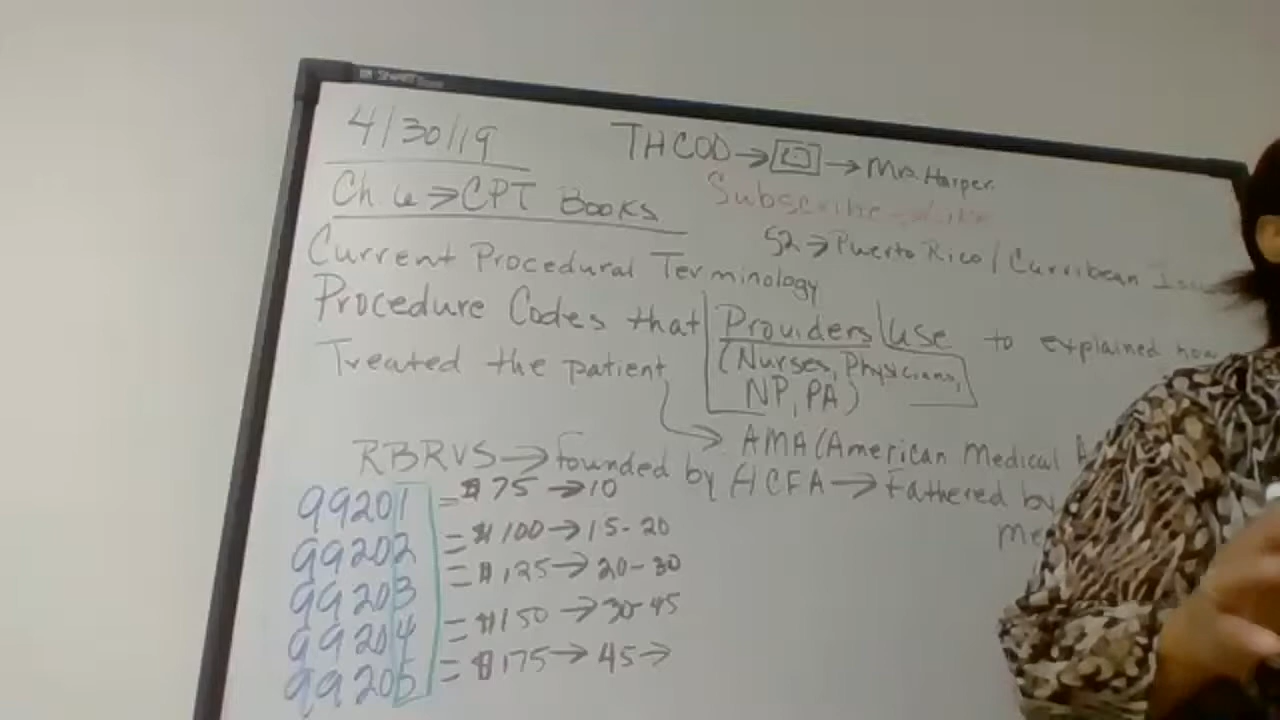 SMART
4/30/19
THCOD → → Mrs. Harper
Ch 6 → CPT Books
Subscribe
52 → Puerto Rico / Curribean
Current Procedural Terminology
Procedure Codes that Providers use to explained how
Treated the patient
(Nurses, Physicians,
NP, PA)
AMA (American Medical
RBRVS → founded by HCFA → Fathered by
99201 = $75 → 10
99202 = $100 → 15-20
99203 = $125 → 20-30
99204 = $150 → 30-45
99205 = $175 → 45 →